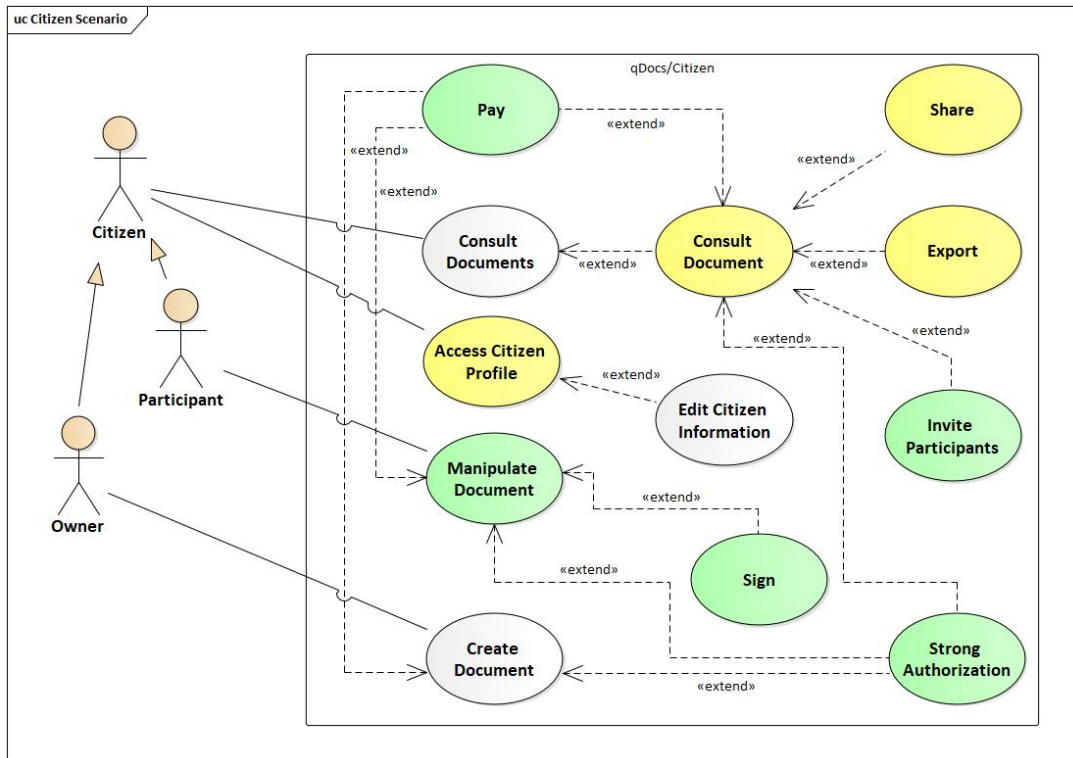 uc Citizen Scenario
qDocs/Citizen
Pay
Share
«extend»
«extend»
«extend»
«extend»
Citizen
Consult
Documents
«extend»
Consult
Document
«extend»
Export
Participant
Access Citizen
Profile
«extend»
«extend»
«extend»
Edit Citizen
Information
Invite
Participants
Owner
Manipulate
Document
«extend»
Sign
«extend»
Create
Document
«extend»
Strong
Authorization